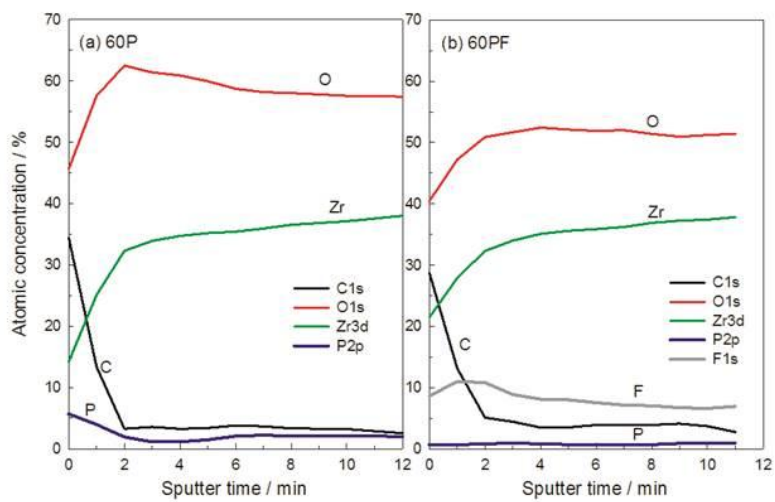 (a) 60P
70
60
50
40
30
20
10
0
Atomic concentration / %
O
Zr
C
P
C1s
O1s
Zr3d
P2p
0 2 4 6 8 10 12
Sputter time / min
(b) 60PF
70
60
50
40
30
20
10
0
O
Zr
C
F
P
C1s
O1s
Zr3d
P2p
F1s
0 2 4 6 8 10 12
Sputter time / min